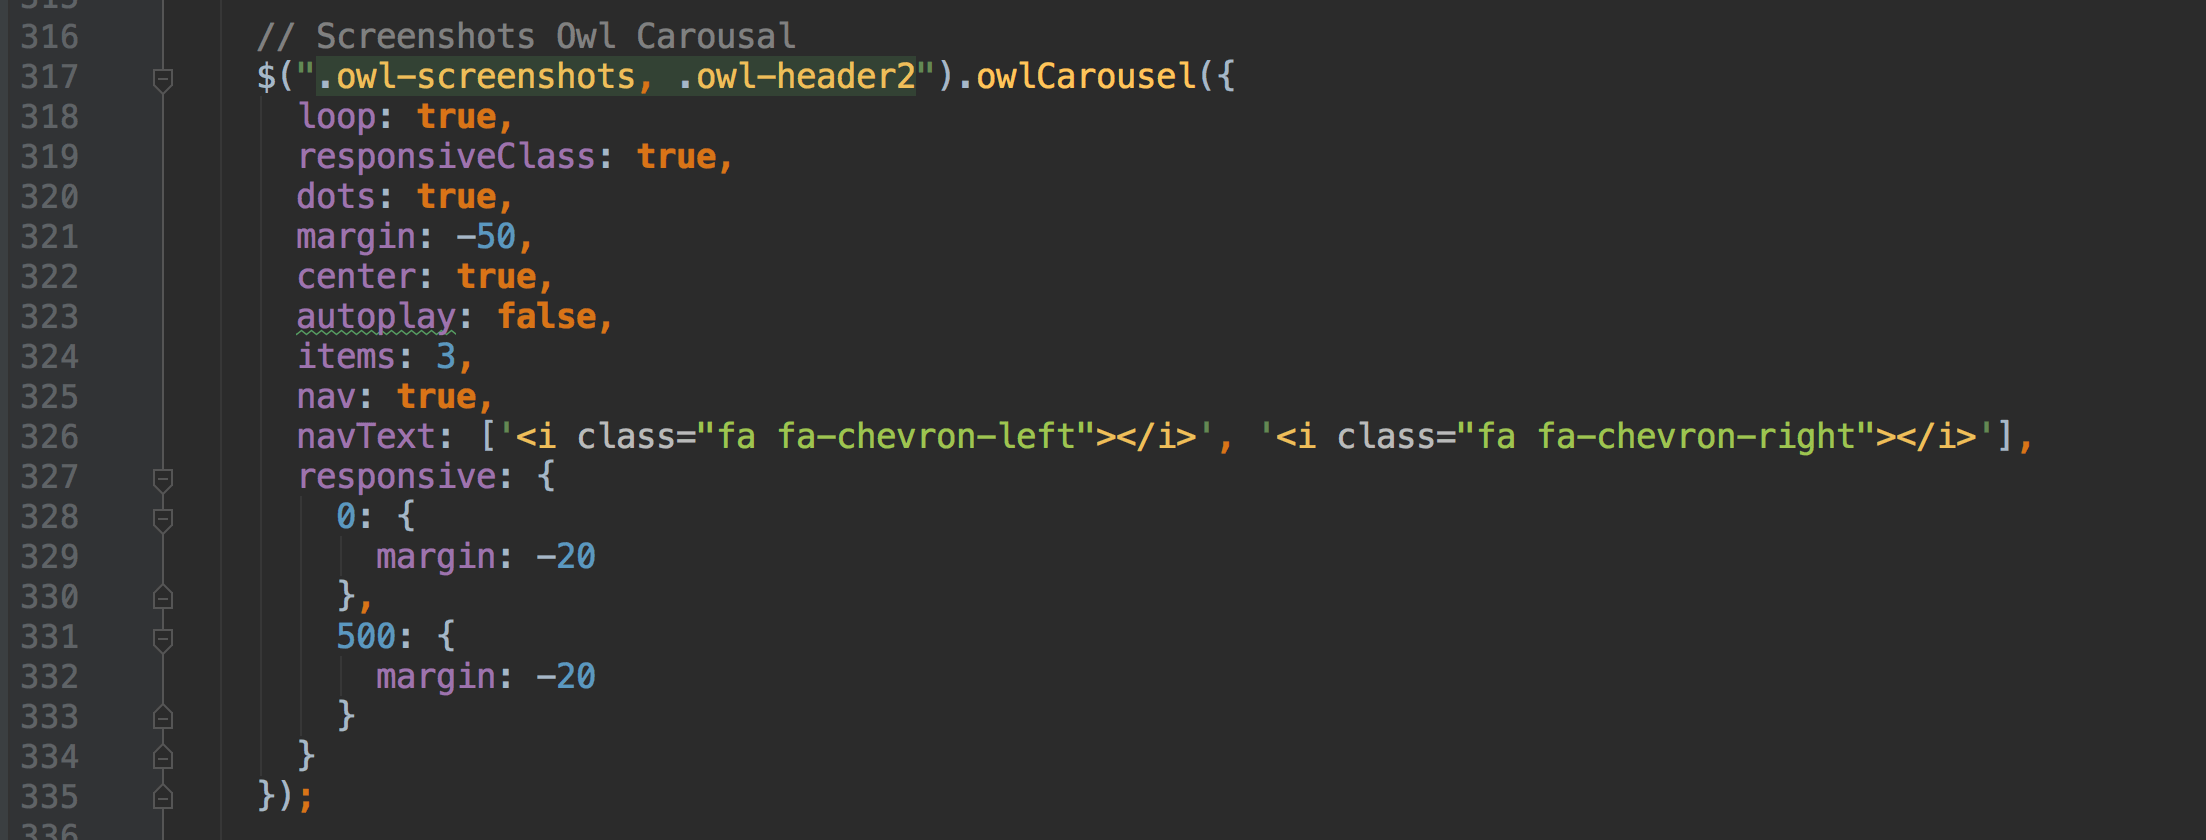 315
316 // Screenshots Owl Carousal
317 $(".owl-screenshots, .owl-header2").owlCarousel({
318 loop: true,
319 responsiveClass: true,
320 dots: true,
321 margin: -50,
322 center: true,
323 autoplay: false,
324 items: 3,
325 nav: true,
326 navText: ['<i class="fa fa-chevron-left"></i>', '<i class="fa fa-chevron-right"></i>'],
327 responsive: {
328 0: {
329 margin: -20
330 },
331 500: {
332 margin: -20
333 }
334 }
335 });
336